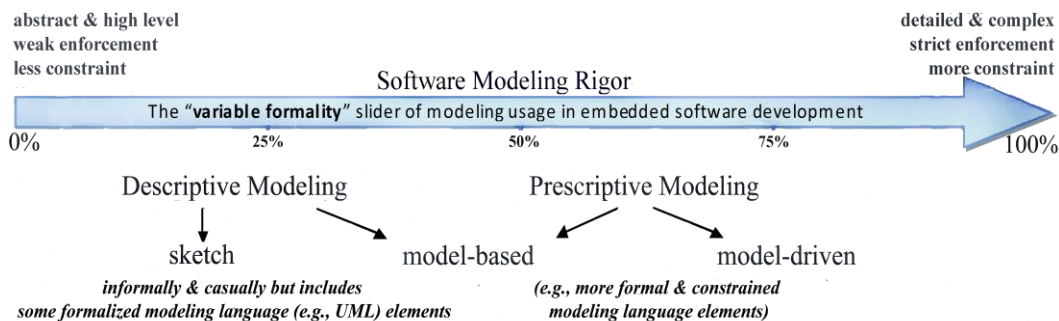 abstract & high level
weak enforcement
less constraint
detailed & complex
strict enforcement
more constraint
Software Modeling Rigor
The “variable formality” slider of modeling usage in embedded software development
0% 25% 50% 75% 100%
Descriptive Modeling Prescriptive Modeling
sketch model-based model-driven
informally & casually but includes
some formalized modeling language (e.g., UML) elements
(e.g., more formal & constrained
modeling language elements)